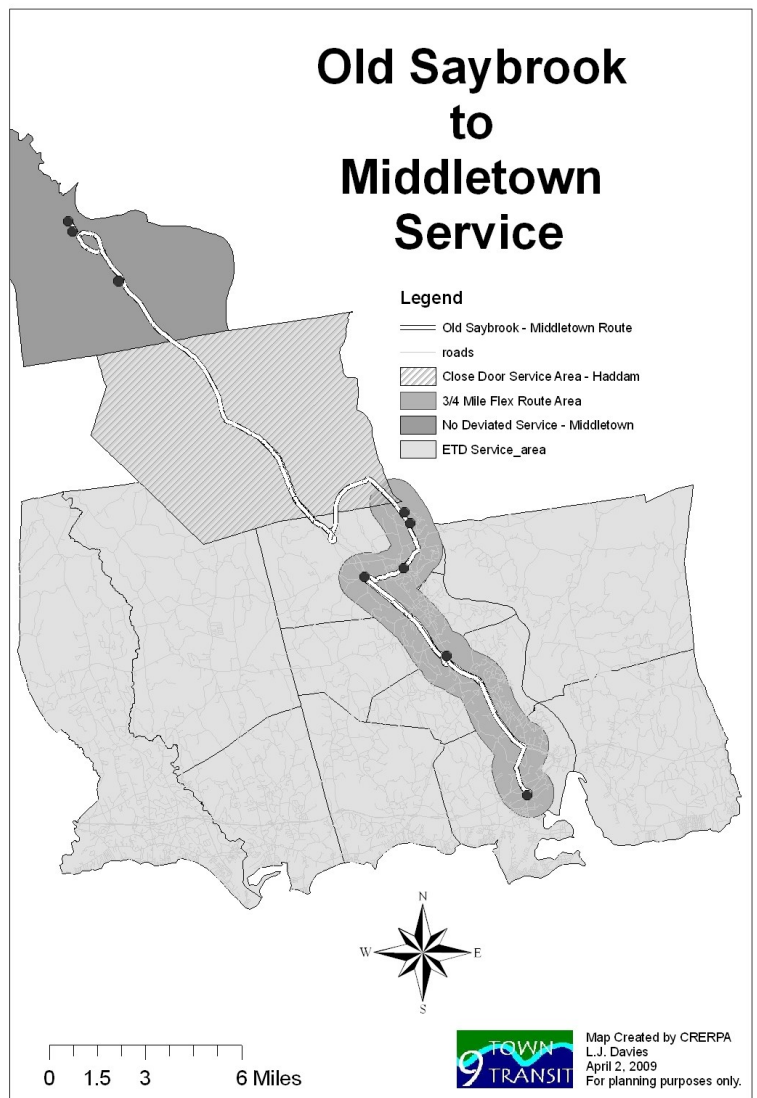 Old Saybrook
to
Middletown
Service
Legend
Old Saybrook - Middletown Route
roads
Close Door Service Area - Haddam
3/4 Mile Flex Route Area
No Deviated Service - Middletown
ETD Service_area
N
W E
S
0 1.5 3 6 Miles
9 TOWN
TRANSIT
Map Created by CRERPA
L.J. Davies
April 2, 2009
For planning purposes only.